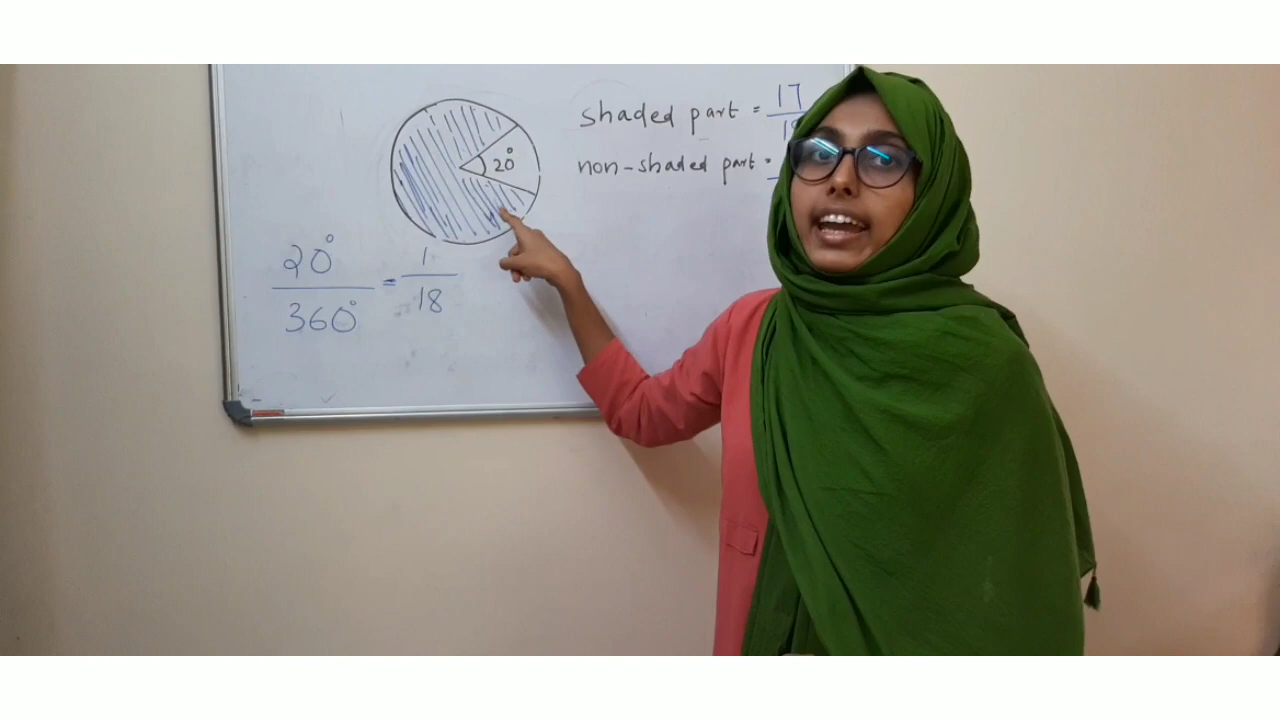 shaded part = 17
20°
non-shaded part =
20° = 1
360° 18